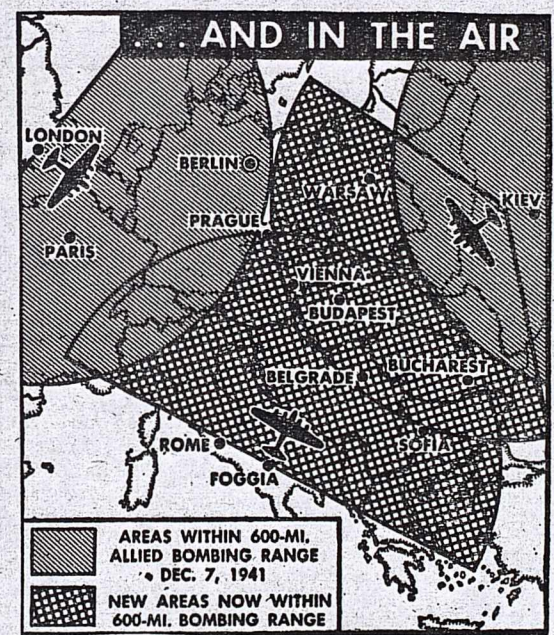 ... AND IN THE AIR
LONDON
BERLIN
WARSAW
KIEV
PRAGUE
PARIS
VIENNA
BUDAPEST
BELGRADE
BUCHAREST
ROME
SOFIA
FOGGIA
AREAS WITHIN 600-MI.
ALLIED BOMBING RANGE
DEC. 7, 1941
NEW AREAS NOW WITHIN
600-MI. BOMBING RANGE